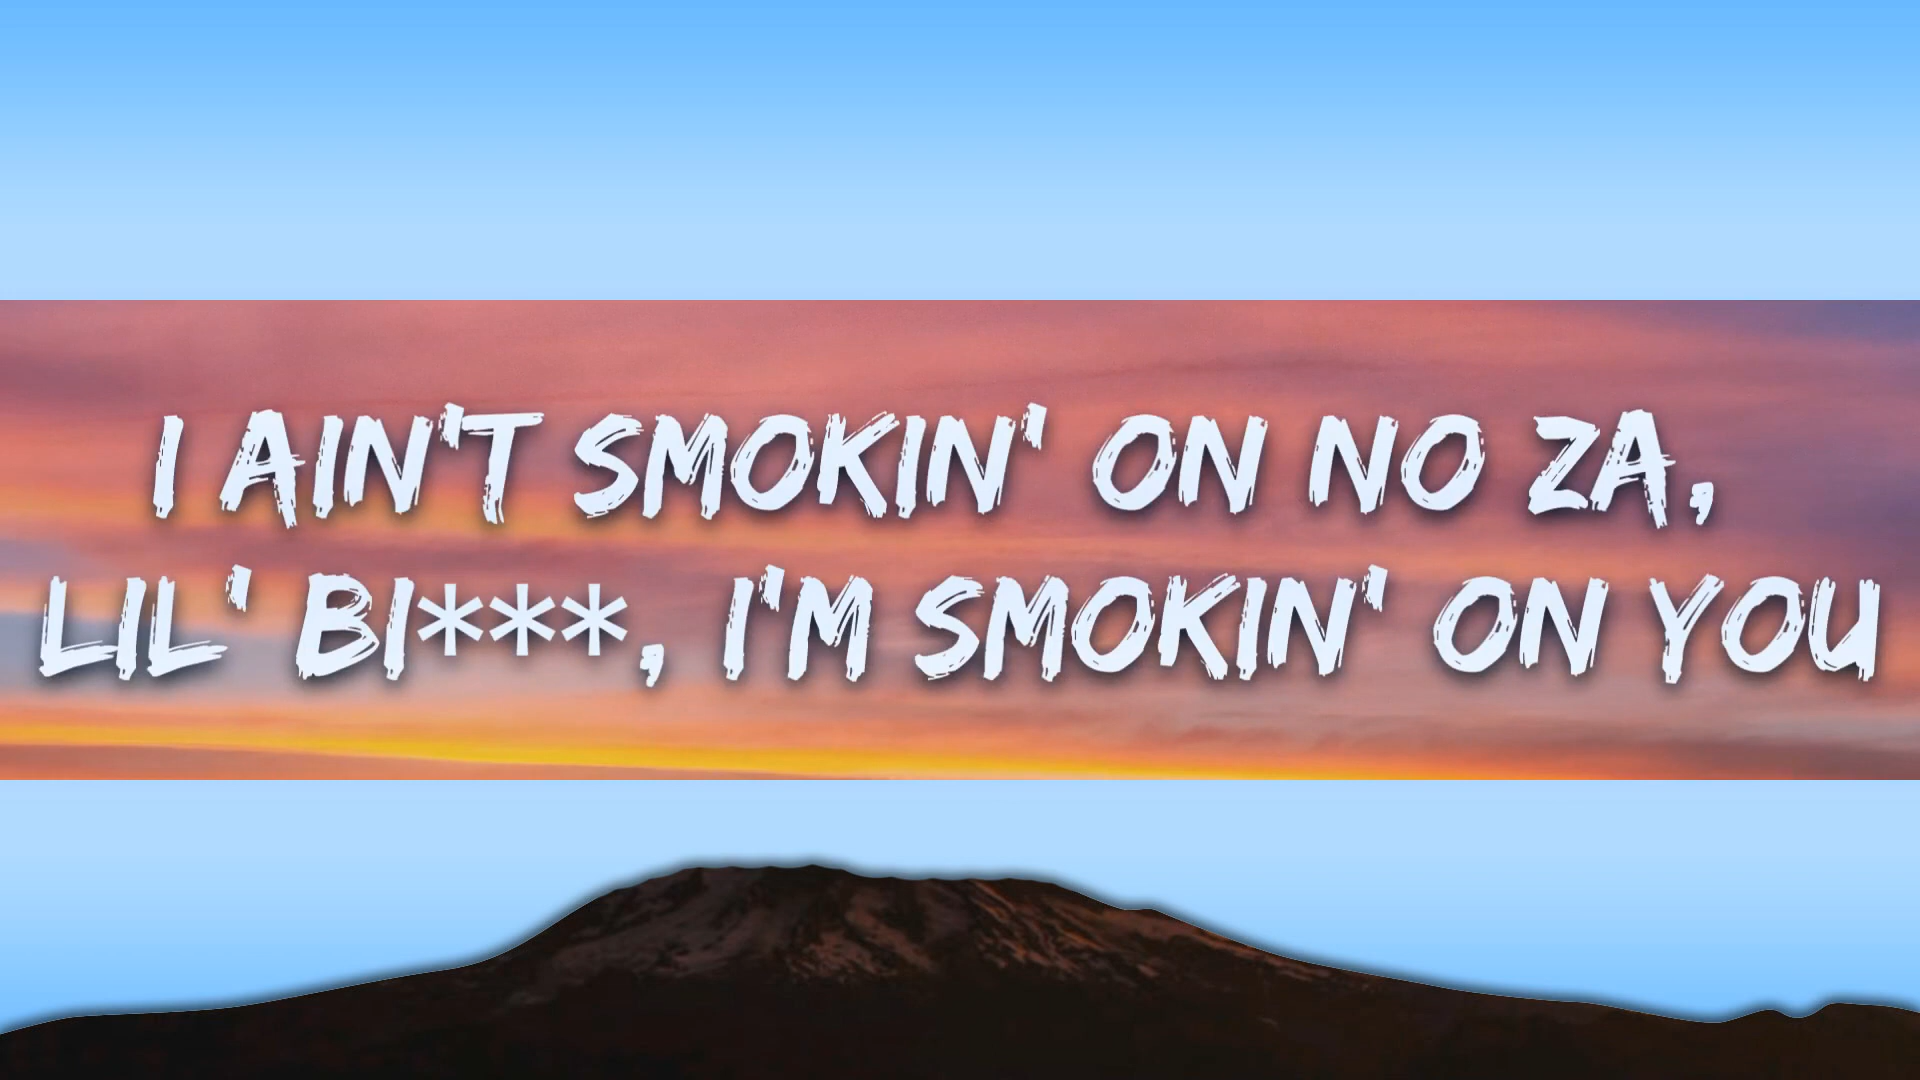 I AIN'T SMOKIN' ON NO ZA,
LIL' BI***, I'M SMOKIN' ON YOU